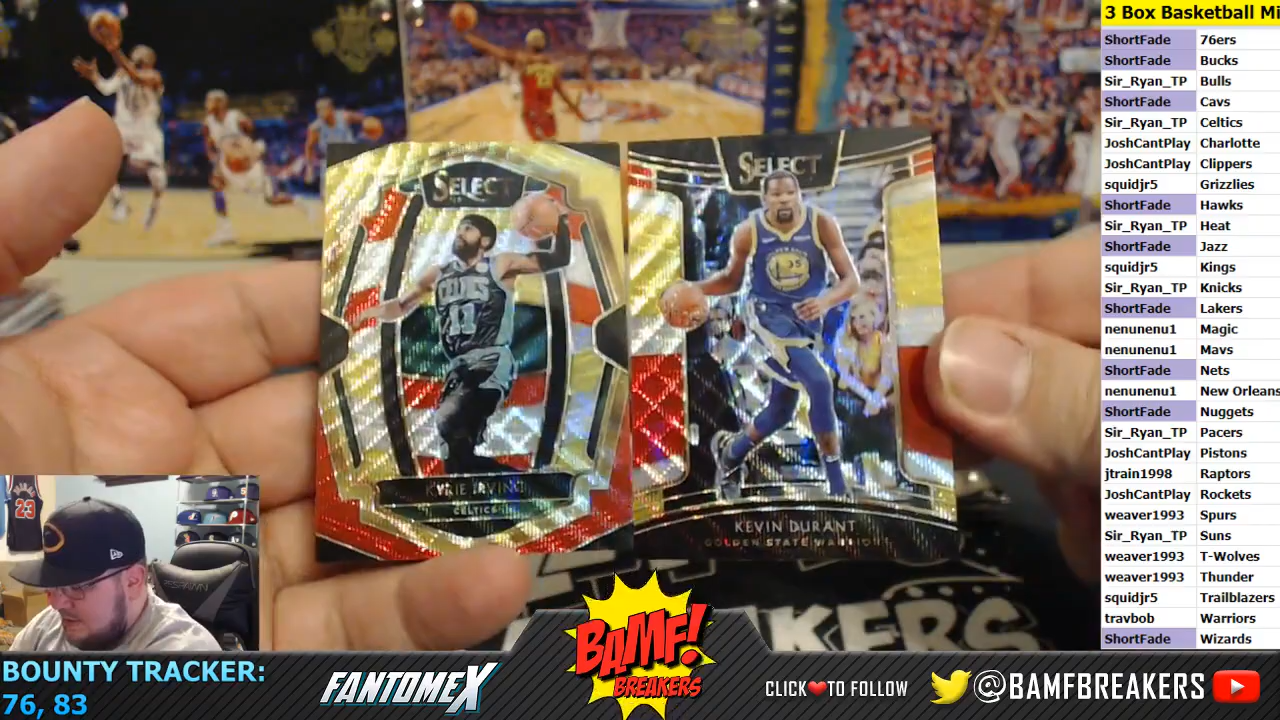 3 Box Basketball Mi
ShortFade 76ers
ShortFade Bucks
Sir_Ryan_TP Bulls
ShortFade Cavs
Sir_Ryan_TP Celtics
JoshCantPlay Charlotte
JoshCantPlay Clippers
squidjr5 Grizzlies
ShortFade Hawks
Sir_Ryan_TP Heat
ShortFade Jazz
squidjr5 Kings
Sir_Ryan_TP Knicks
ShortFade Lakers
nenunenu1 Magic
nenunenu1 Mavs
ShortFade Nets
nenunenu1 New Orleans
ShortFade Nuggets
Sir_Ryan_TP Pacers
JoshCantPlay Pistons
jtrain1998 Raptors
JoshCantPlay Rockets
weaver1993 Spurs
Sir_Ryan_TP Suns
weaver1993 T-Wolves
weaver1993 Thunder
squidjr5 Trailblazers
travbob Warriors
ShortFade Wizards
SELECT
CELTICS
11
KYRIE IRVING
CELTICS
SELECT
35
KEVIN DURANT
GOLDEN STATE WARRIORS
23
BOUNTY TRACKER:
76, 83
FANTOMEX
BAMF!
BREAKERS
CLICK TO FOLLOW
@BAMFBREAKERS